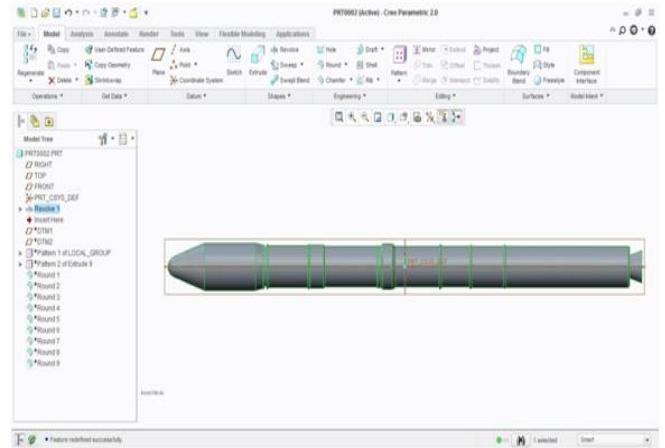 PRT0002 (Active) - Creo Parametric 2.0
File Model Analysis Annotate Render Tools View Flexible Modeling Applications
Regenerate
Copy
Paste
Delete
User-Defined Feature
Copy Geometry
Shrinkwrap
Plane
Axis
Point
Coordinate System
Sketch
Extrude
Revolve
Sweep
Swept Blend
Hole
Round
Chamfer
Draft
Shell
Rib
Pattern
Mirror
Trim
Merge
Extend
Offset
Intersect
Project
Thicken
Solidify
Boundary Blend
Fill
Style
Freestyle
Component Interface
Operations Get Data Datum Shapes Engineering Editing Surfaces Model Intent
Model Tree
PRT0002.PRT
RIGHT
TOP
FRONT
PRT_CSYS_DEF
Revolve 1
Insert Here
*DTM1
*DTM2
*Pattern 1 of LOCAL_GROUP
*Pattern 2 of Extrude 9
*Round 1
*Round 2
*Round 3
*Round 4
*Round 5
*Round 6
*Round 7
*Round 8
*Round 9
PRT_CSYS_DEF
Insert Mode
• Feature redefined successfully.
1 selected
Smart